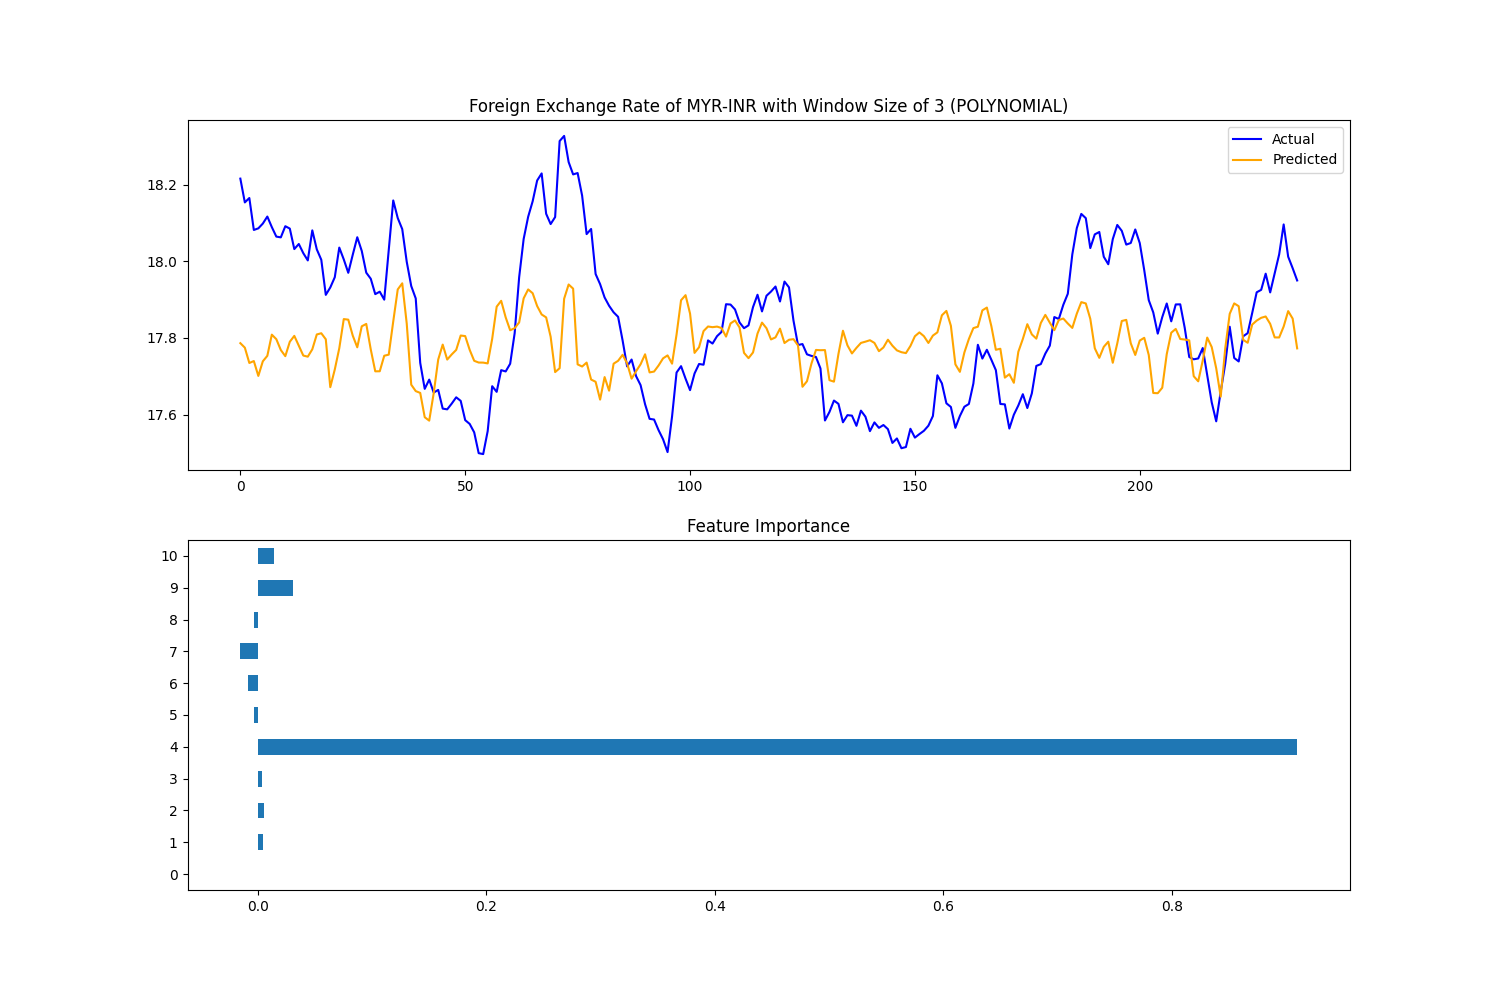 Foreign Exchange Rate of MYR-INR with Window Size of 3 (POLYNOMIAL)
Actual
Predicted
18.2
18.0
17.8
17.6
0 50 100 150 200
Feature Importance
10
9
8
7
6
5
4
3
2
1
0
0.0 0.2 0.4 0.6 0.8